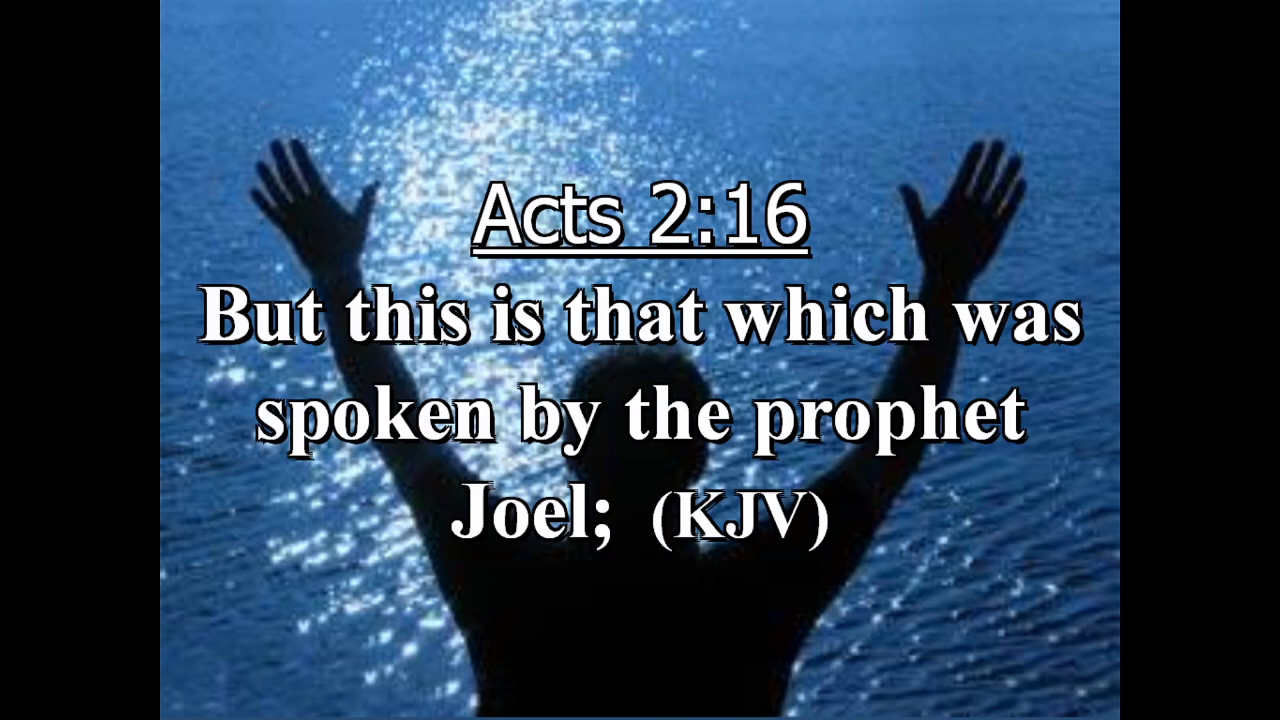 Acts 2:16
But this is that which was
spoken by the prophet
Joel; (KJV)